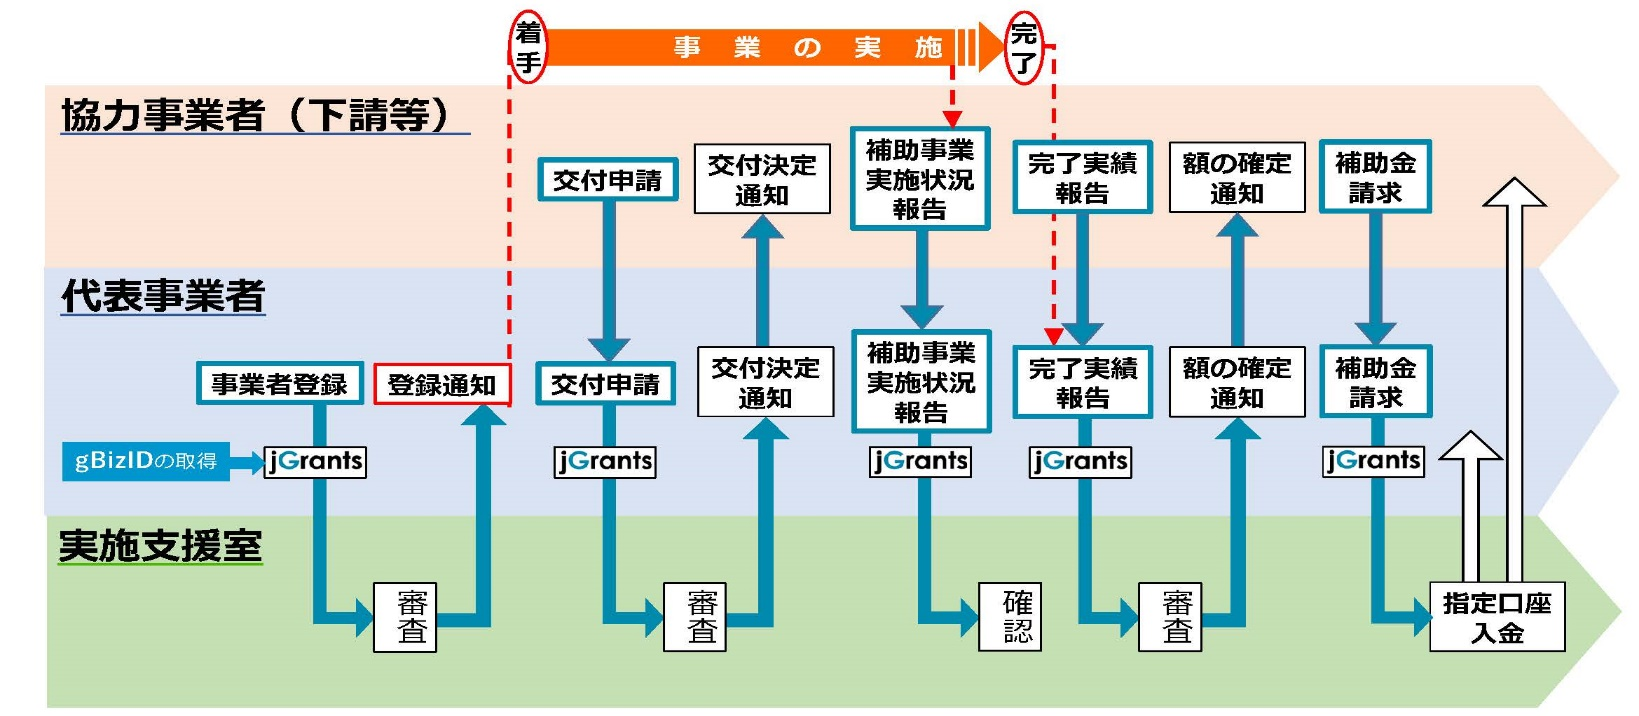 着
手
事業の実施
完
了
協力事業者（下請等）
交付申請
交付決定
通知
補助事業
実施状況
報告
完了実績
報告
額の確定
通知
補助金
請求
代表事業者
事業者登録
登録通知
交付申請
交付決定
通知
補助事業
実施状況
報告
完了実績
報告
額の確定
通知
補助金
請求
gBizIDの取得
jGrants
jGrants
jGrants
jGrants
jGrants
実施支援室
審
査
審
査
確
認
審
査
指定口座
入金